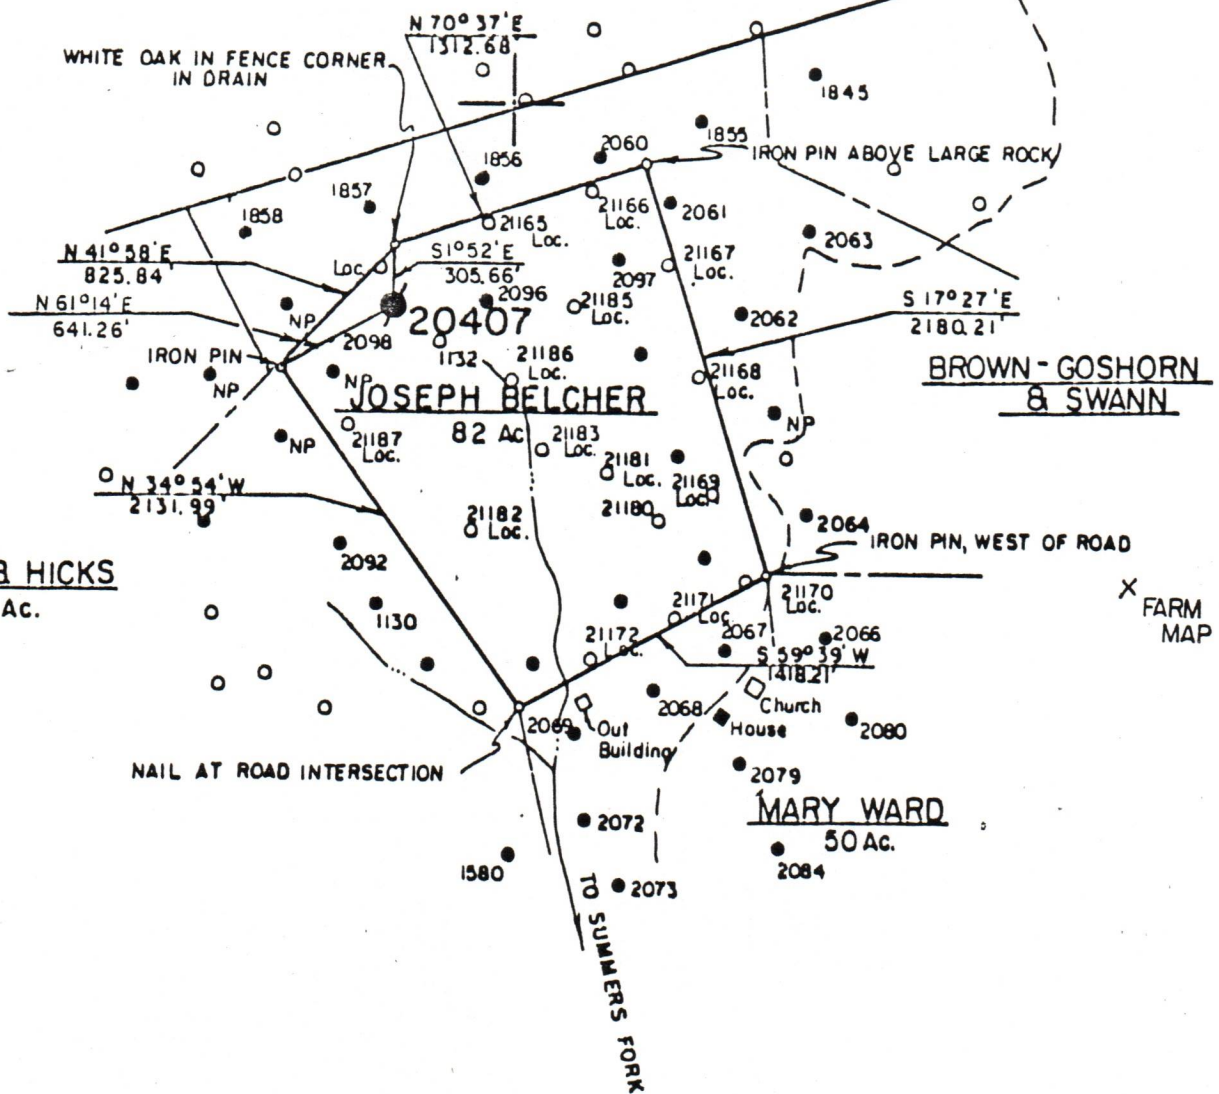 N 70° 37' E
1312.68'
WHITE OAK IN FENCE CORNER
IN DRAIN
1845
1855
2060
IRON PIN ABOVE LARGE ROCK
1856
1857
1858
21165
Loc.
21166
Loc.
2061
2063
N 41° 58' E
825.84'
Loc.
S 1° 52' E
305.66'
2097
21167
Loc.
N 61° 14' E
641.26'
2096
21185
Loc.
S 17° 27' E
2180.21'
NP
20407
2062
2098
1132
21186
Loc.
IRON PIN
NP
NP
21168
Loc.
BROWN-GOSHORN
& SWANN
JOSEPH BELCHER
82 Ac
NP
NP
21187
Loc.
21183
Loc.
21181
Loc.
21169
Loc.
N 34° 54' W
2131.99'
21182
Loc.
21180
2064
IRON PIN, WEST OF ROAD
2092
& HICKS
Ac.
1130
21171
Loc.
21170
Loc.
FARM
MAP
21172
Loc.
2067
2066
S 59° 39' W
1418.21'
2068
Church
2069
Out
Building
House
2080
NAIL AT ROAD INTERSECTION
2079
MARY WARD
50 Ac.
2072
1580
2084
2073
TO SUMMERS FORK